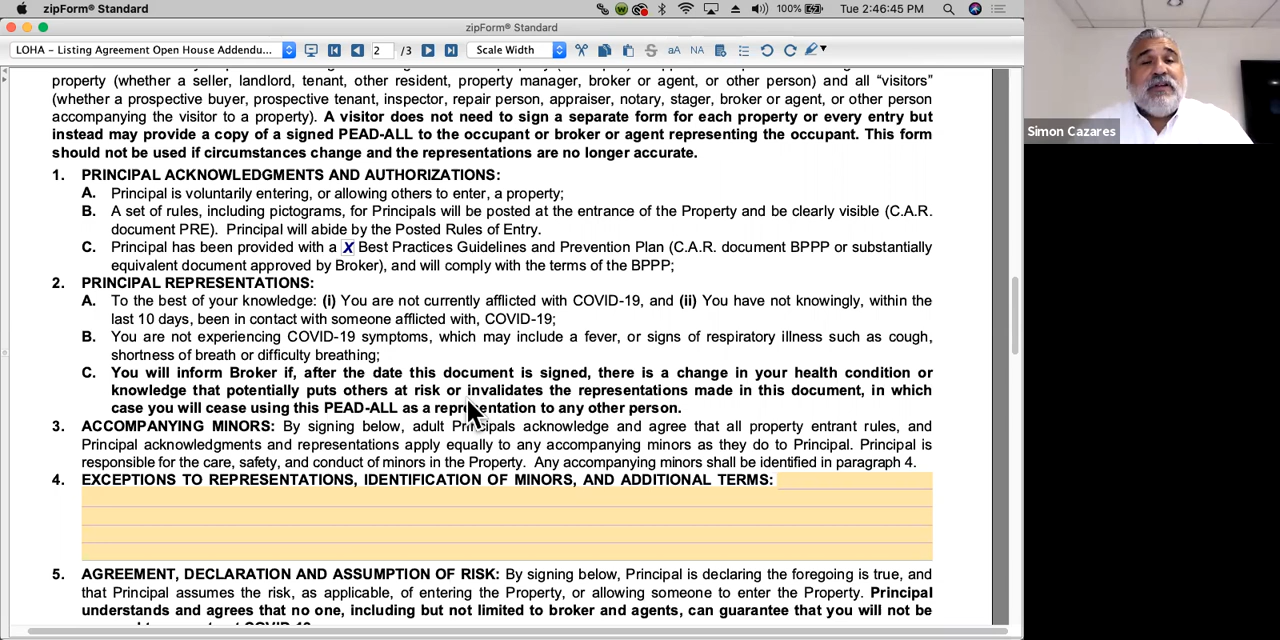 zipForm® Standard
100%
Tue 2:46:45 PM
zipForm® Standard
LOHA – Listing Agreement Open House Addendu...
2
/3
Scale Width
aA
NA
property (whether a seller, landlord, tenant, other resident, property manager, broker or agent, or other person) and all “visitors”
(whether a prospective buyer, prospective tenant, inspector, repair person, appraiser, notary, stager, broker or agent, or other person
accompanying the visitor to a property). A visitor does not need to sign a separate form for each property or every entry but
instead may provide a copy of a signed PEAD-ALL to the occupant or broker or agent representing the occupant. This form
should not be used if circumstances change and the representations are no longer accurate.
1. PRINCIPAL ACKNOWLEDGMENTS AND AUTHORIZATIONS:
A. Principal is voluntarily entering, or allowing others to enter, a property;
B. A set of rules, including pictograms, for Principals will be posted at the entrance of the Property and be clearly visible (C.A.R.
document PRE). Principal will abide by the Posted Rules of Entry.
C. Principal has been provided with a X Best Practices Guidelines and Prevention Plan (C.A.R. document BPPP or substantially
equivalent document approved by Broker), and will comply with the terms of the BPPP;
2. PRINCIPAL REPRESENTATIONS:
A. To the best of your knowledge: (i) You are not currently afflicted with COVID-19, and (ii) You have not knowingly, within the
last 10 days, been in contact with someone afflicted with, COVID-19;
B. You are not experiencing COVID-19 symptoms, which may include a fever, or signs of respiratory illness such as cough,
shortness of breath or difficulty breathing;
C. You will inform Broker if, after the date this document is signed, there is a change in your health condition or
knowledge that potentially puts others at risk or invalidates the representations made in this document, in which
case you will cease using this PEAD-ALL as a representation to any other person.
3. ACCOMPANYING MINORS: By signing below, adult Principals acknowledge and agree that all property entrant rules, and
Principal acknowledgments and representations apply equally to any accompanying minors as they do to Principal. Principal is
responsible for the care, safety, and conduct of minors in the Property. Any accompanying minors shall be identified in paragraph 4.
4. EXCEPTIONS TO REPRESENTATIONS, IDENTIFICATION OF MINORS, AND ADDITIONAL TERMS:
5. AGREEMENT, DECLARATION AND ASSUMPTION OF RISK: By signing below, Principal is declaring the foregoing is true, and
that Principal assumes the risk, as applicable, of entering the Property, or allowing someone to enter the Property. Principal
understands and agrees that no one, including but not limited to broker and agents, can guarantee that you will not be
Simon Cazares